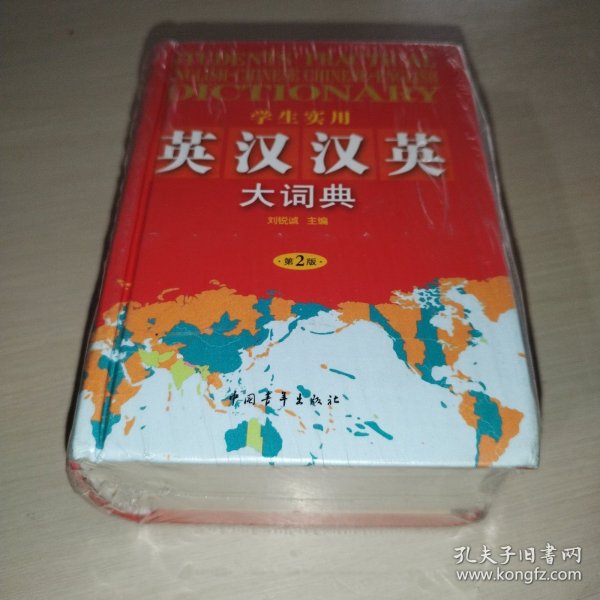 STUDENTS' PRACTICAL
ENGLISH-CHINESE CHINESE-ENGLISH
DICTIONARY
学生实用
英汉汉英
大词典
刘锐诚 主编
·第2版·
中国青年出版社
孔夫子旧书网
www.kongfz.com